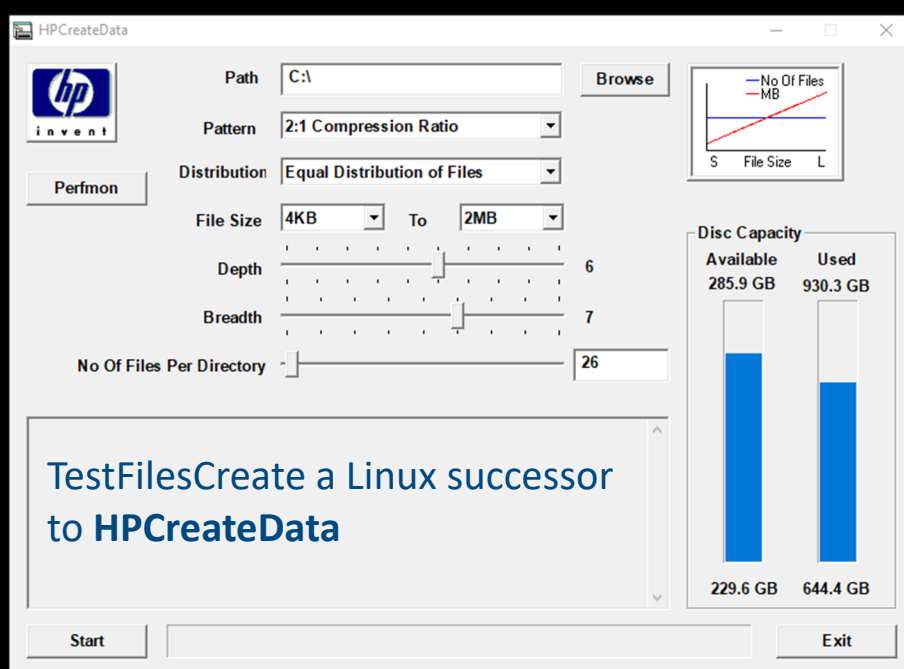 HPCreateData
hp
invent
Path C:\ Browse
Pattern 2:1 Compression Ratio
Distribution Equal Distribution of Files
Perfmon
File Size 4KB To 2MB
Depth 6
Breadth 7
No Of Files Per Directory 26
No Of Files
MB
S File Size L
Disc Capacity
Available Used
285.9 GB 930.3 GB
229.6 GB 644.4 GB
TestFilesCreate a Linux successor
to HPCreateData
Start Exit